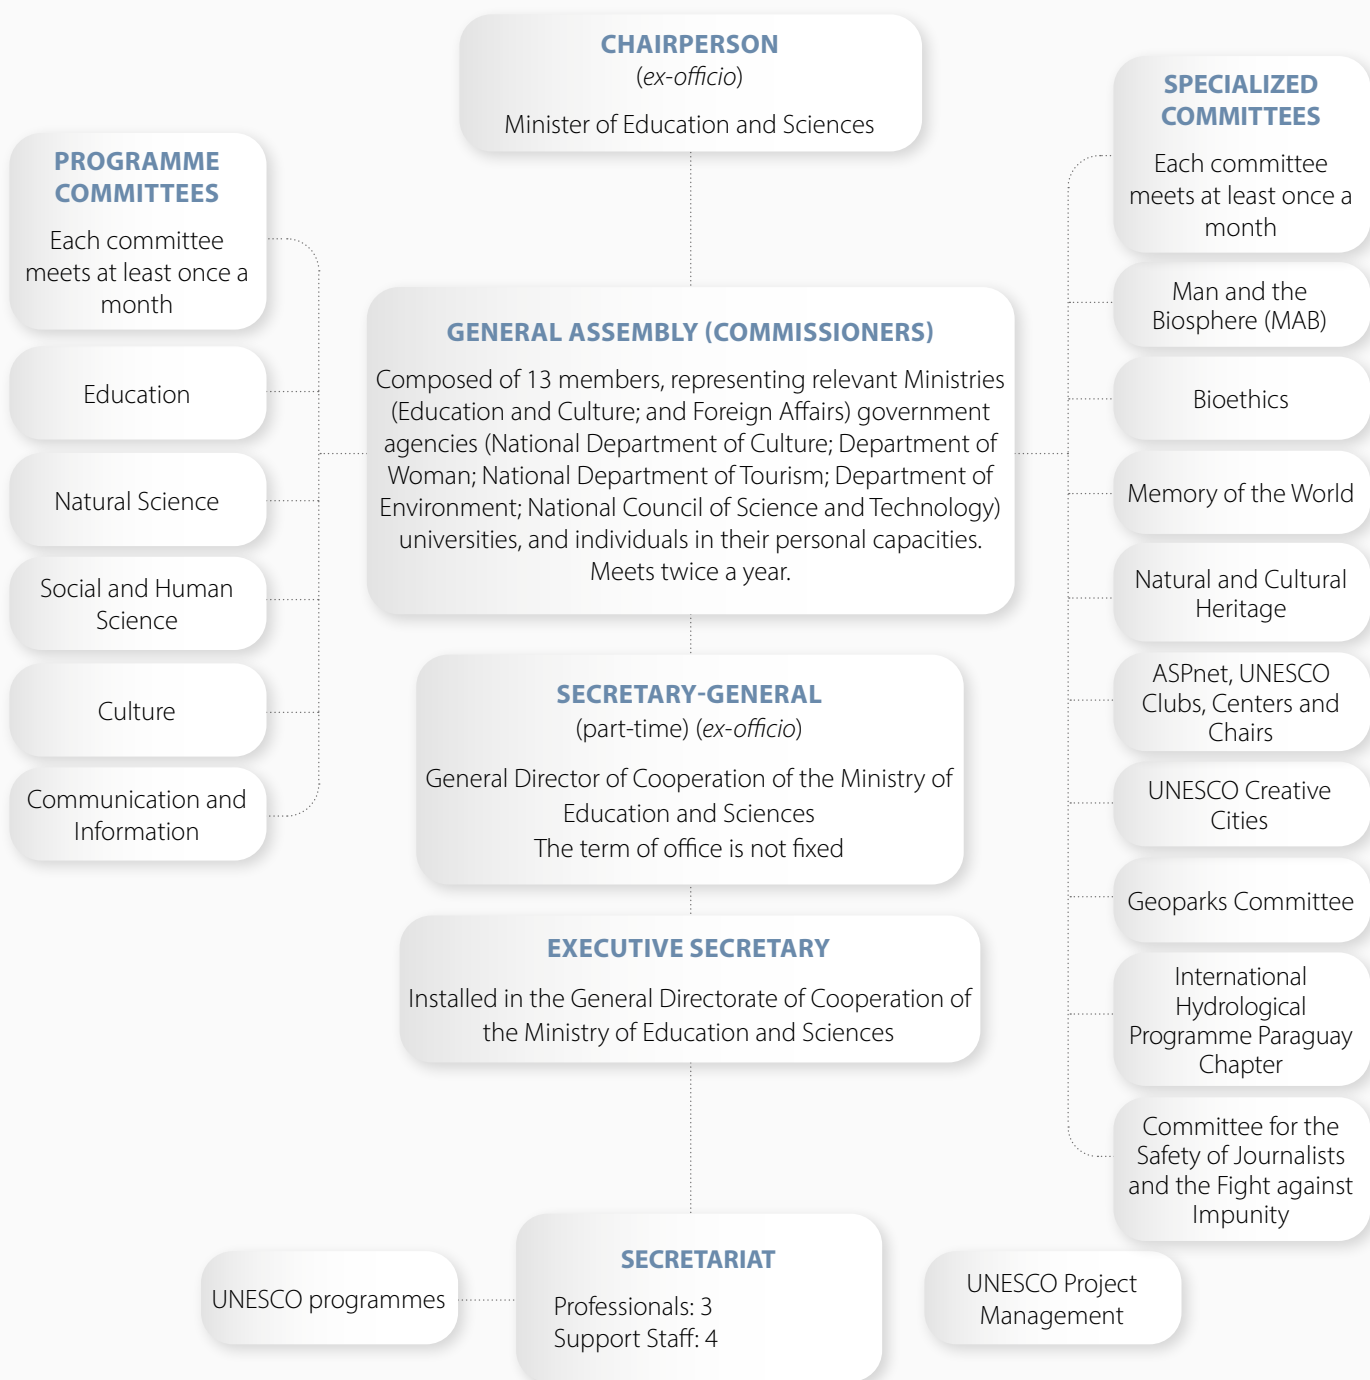 CHAIRPERSON
(ex-officio)
Minister of Education and Sciences
PROGRAMME
COMMITTEES
Each committee
meets at least once a
month
Education
Natural Science
Social and Human
Science
Culture
Communication and
Information
GENERAL ASSEMBLY (COMMISSIONERS)
Composed of 13 members, representing relevant Ministries
(Education and Culture; and Foreign Affairs) government
agencies (National Department of Culture; Department of
Woman; National Department of Tourism; Department of
Environment; National Council of Science and Technology)
universities, and individuals in their personal capacities.
Meets twice a year.
SECRETARY-GENERAL
(part-time) (ex-officio)
General Director of Cooperation of the Ministry of
Education and Sciences
The term of office is not fixed
EXECUTIVE SECRETARY
Installed in the General Directorate of Cooperation of
the Ministry of Education and Sciences
SPECIALIZED
COMMITTEES
Each committee
meets at least once a
month
Man and the
Biosphere (MAB)
Bioethics
Memory of the World
Natural and Cultural
Heritage
ASPnet, UNESCO
Clubs, Centers and
Chairs
UNESCO Creative
Cities
Geoparks Committee
International
Hydrological
Programme Paraguay
Chapter
Committee for the
Safety of Journalists
and the Fight against
Impunity
UNESCO programmes
SECRETARIAT
Professionals: 3
Support Staff: 4
UNESCO Project
Management